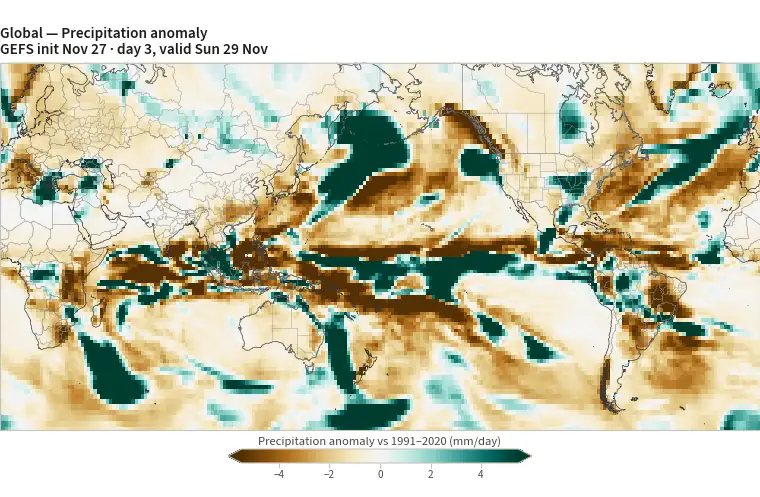 Global — Precipitation anomaly
GEFS init Nov 27 · day 3, valid Sun 29 Nov
Precipitation anomaly vs 1991–2020 (mm/day)
−4 −2 0 2 4